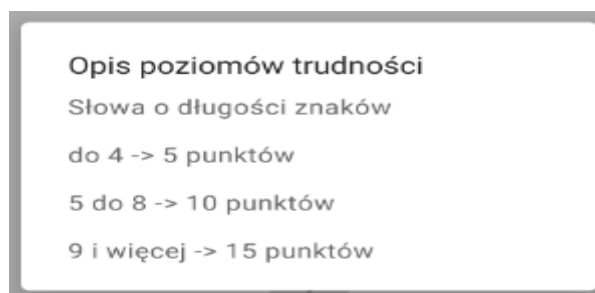 Opis poziomów trudności
Słowa o długości znaków
do 4 -> 5 punktów
5 do 8 -> 10 punktów
9 i więcej -> 15 punktów